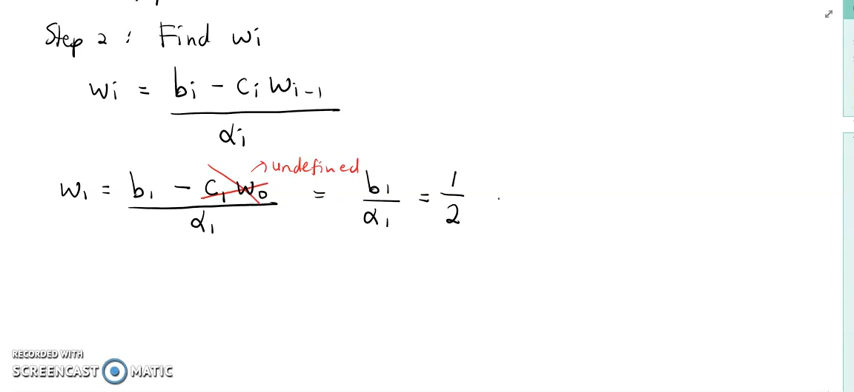 Step 2 : Find wi
wi = bi - ci wi-1
αi
→ undefined
w1 = b1 - c1 w0 = b1 = 1
α1 α1 2
RECORDED WITH
SCREENCAST MATIC